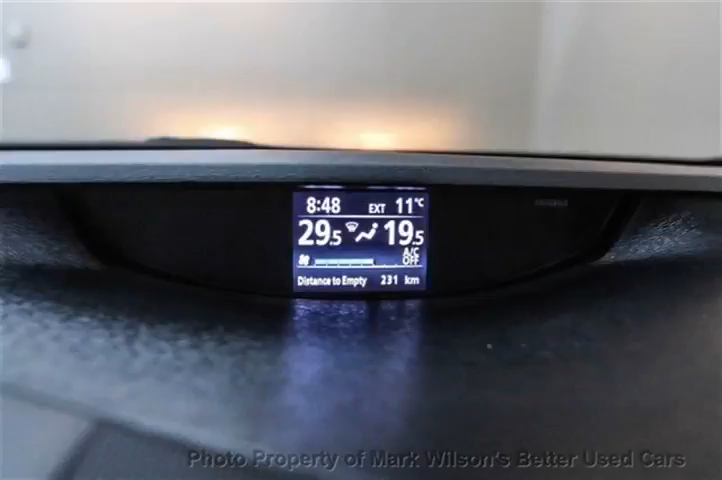 8:48 EXT 11°C
29.5 19.5
A/C
OFF
Distance to Empty 231 km
Photo Property of Mark Wilson's Better Used Cars